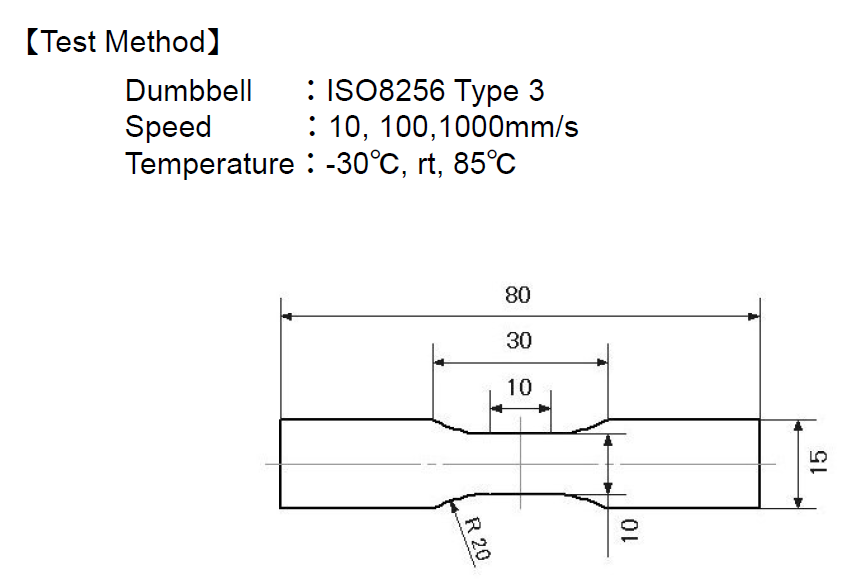 【Test Method】
Dumbbell ：ISO8256 Type 3
Speed ：10, 100,1000mm/s
Temperature：-30℃, rt, 85℃
80
30
10
15
10
R 20